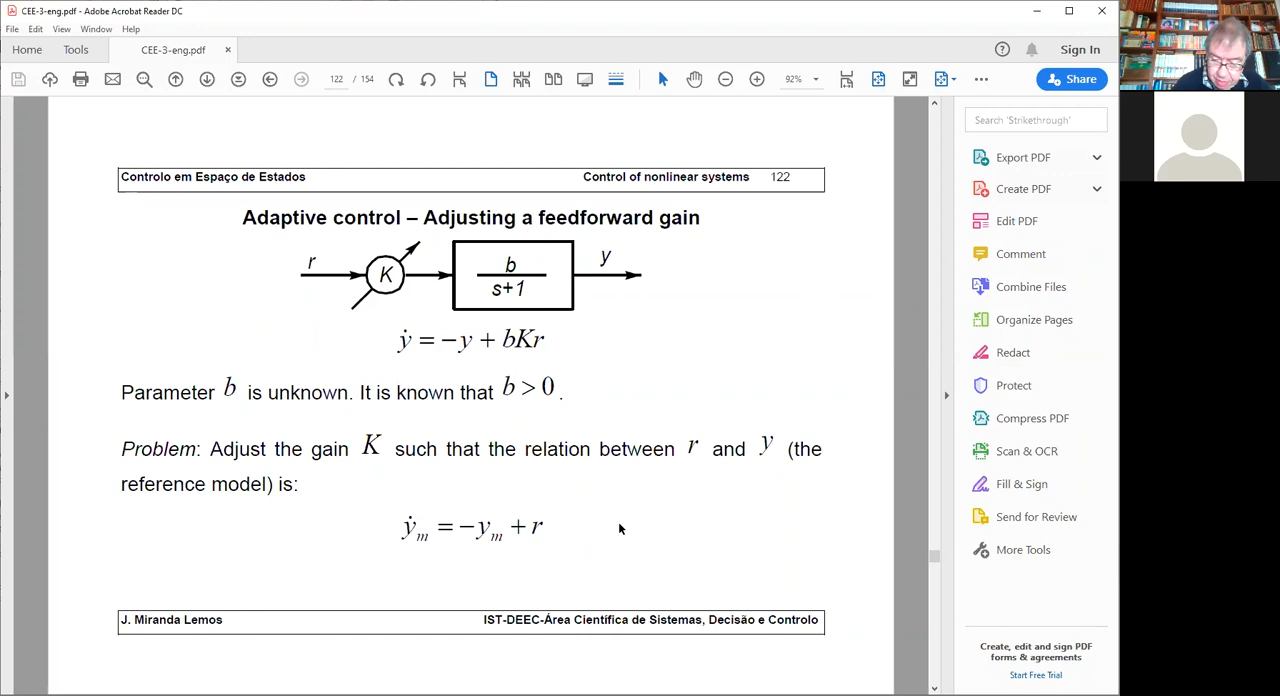 CEE-3-eng.pdf - Adobe Acrobat Reader DC
File Edit View Window Help
Home Tools CEE-3-eng.pdf × Sign In
122 / 154 92% Share
Search 'Strikethrough'
Export PDF
Create PDF
Edit PDF
Comment
Combine Files
Organize Pages
Redact
Protect
Compress PDF
Scan & OCR
Fill & Sign
Send for Review
More Tools
Create, edit and sign PDF
forms & agreements
Start Free Trial
Controlo em Espaço de Estados Control of nonlinear systems 122
Adaptive control – Adjusting a feedforward gain
r K b y
s+1
ẏ = −y + bKr
Parameter b is unknown. It is known that b > 0 .
Problem: Adjust the gain K such that the relation between r and y (the
reference model) is:
ẏₘ = −yₘ + r
J. Miranda Lemos IST-DEEC-Área Científica de Sistemas, Decisão e Controlo